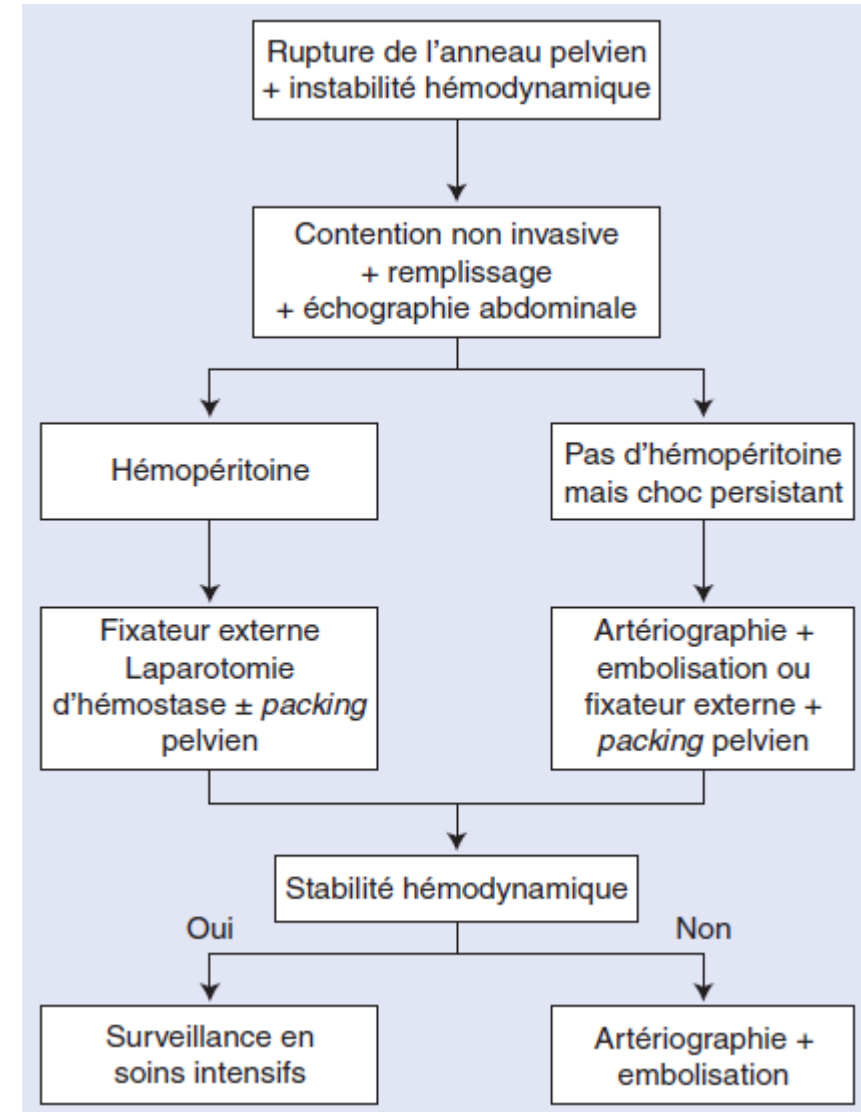 Rupture de l'anneau pelvien
+ instabilité hémodynamique
Contention non invasive
+ remplissage
+ échographie abdominale
Hémopéritoine
Pas d'hémopéritoine
mais choc persistant
Fixateur externe
Laparotomie
d'hémostase ± packing
pelvien
Artériographie +
embolisation ou
fixateur externe +
packing pelvien
Stabilité hémodynamique
Oui
Non
Surveillance en
soins intensifs
Artériographie +
embolisation